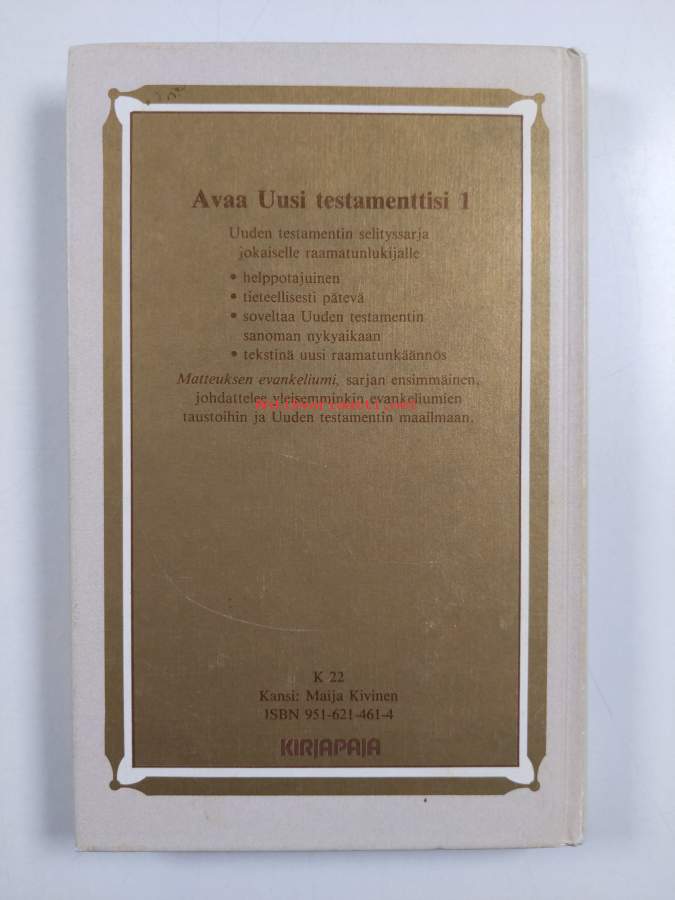 Avaa Uusi testamenttisi 1
Uuden testamentin selityssarja
jokaiselle raamatunlukijalle
• helppotajuinen
• tieteellisesti pätevä
• soveltaa Uuden testamentin
sanoman nykyaikaan
• tekstinä uusi raamatunkäännös
Matteuksen evankeliumi, sarjan ensimmäinen,
johdattelee yleisemminkin evankeliumien
taustoihin ja Uuden testamentin maailmaan.
K 22
Kansi: Maija Kivinen
ISBN 951-621-461-4
KIRJAPAJA